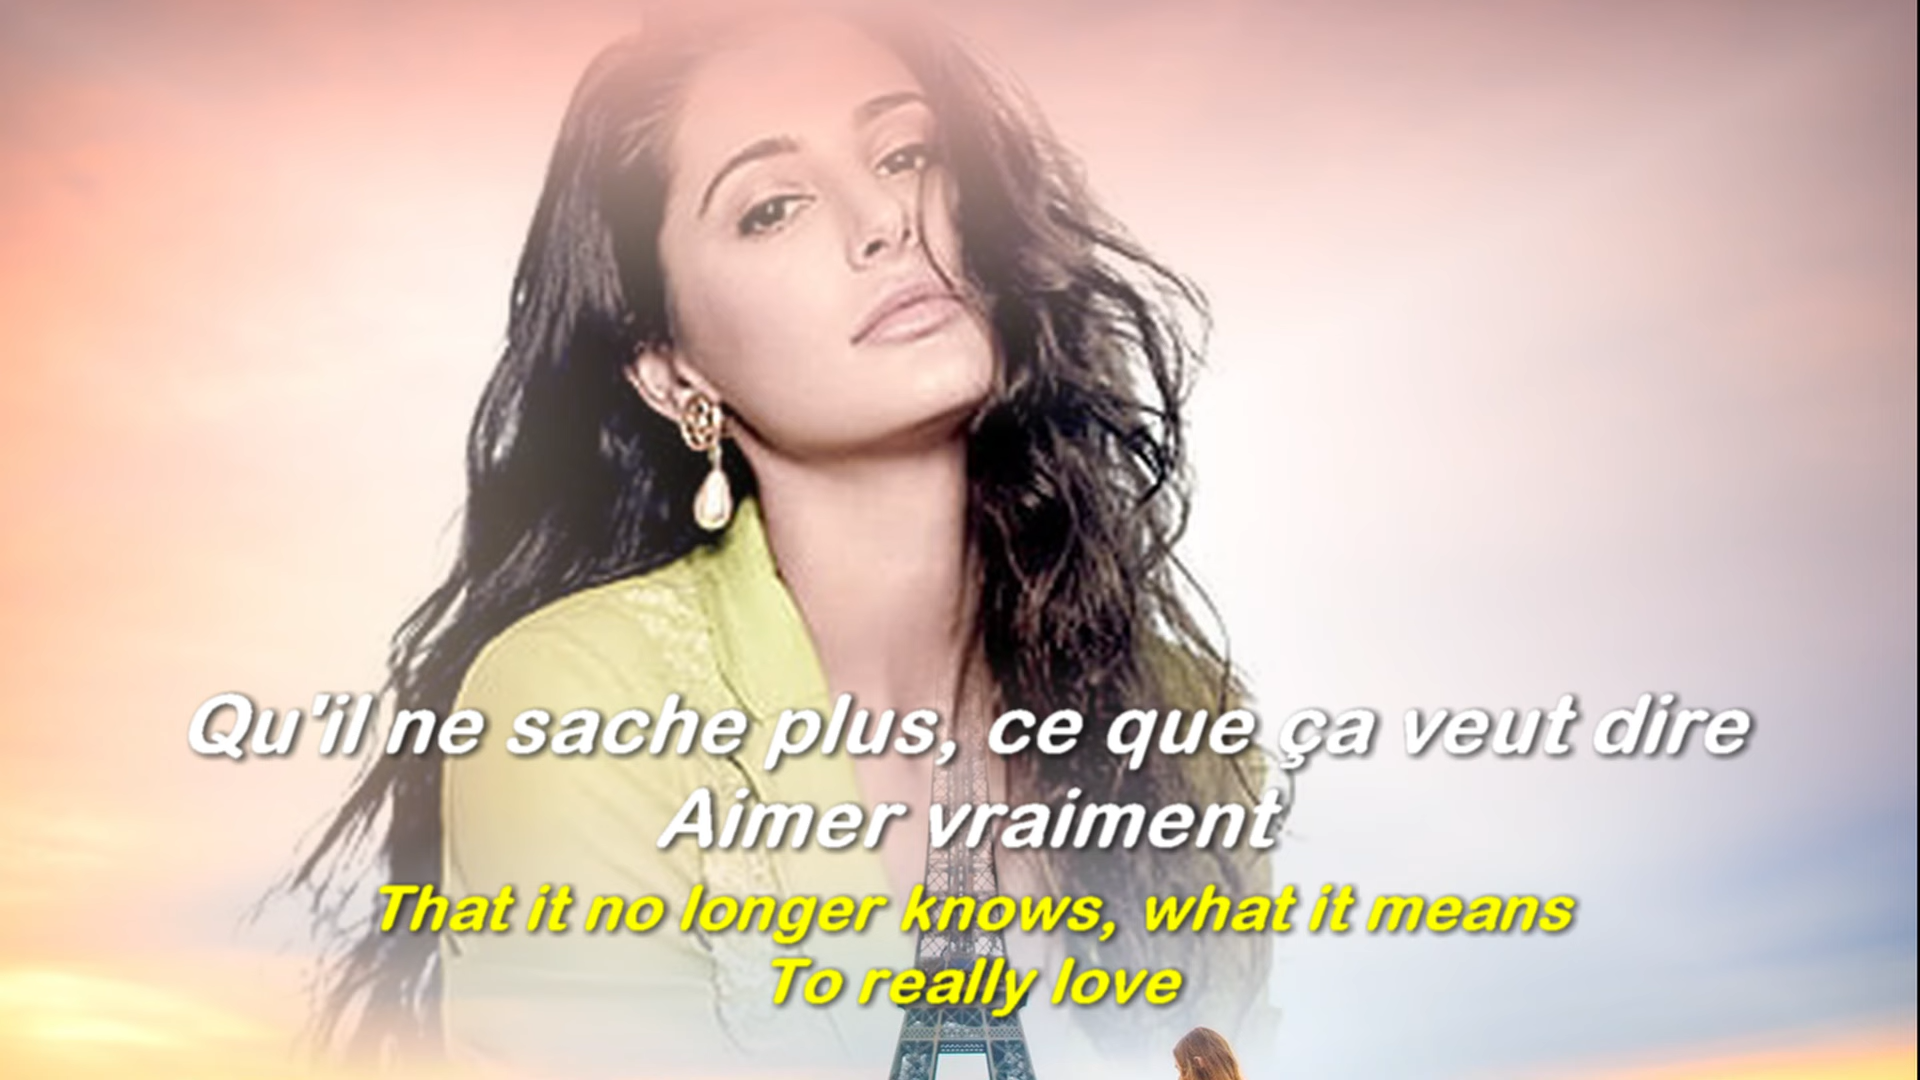 Qu'il ne sache plus, ce que ça veut dire
Aimer vraiment
That it no longer knows, what it means
To really love